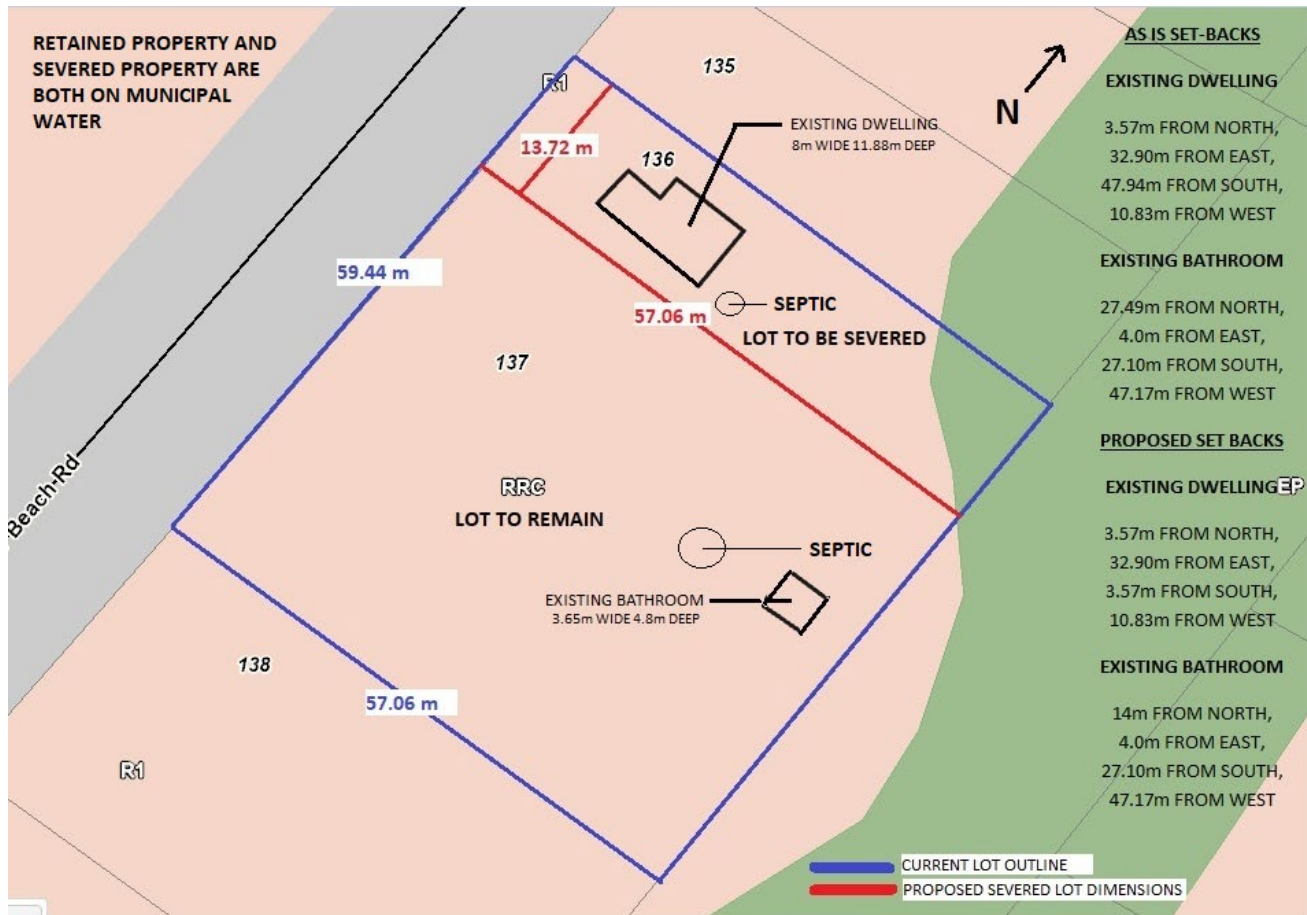 RETAINED PROPERTY AND
SEVERED PROPERTY ARE
BOTH ON MUNICIPAL
WATER
R1
135
N
13.72 m
136
EXISTING DWELLING
8m WIDE 11.88m DEEP
59.44 m
57.06 m
SEPTIC
LOT TO BE SEVERED
137
-Beach-Rd
RRC
LOT TO REMAIN
SEPTIC
EXISTING BATHROOM
3.65m WIDE 4.8m DEEP
138
57.06 m
R1
AS IS SET-BACKS
EXISTING DWELLING
3.57m FROM NORTH,
32.90m FROM EAST,
47.94m FROM SOUTH,
10.83m FROM WEST
EXISTING BATHROOM
27.49m FROM NORTH,
4.0m FROM EAST,
27.10m FROM SOUTH,
47.17m FROM WEST
PROPOSED SET BACKS
EXISTING DWELLING
EP
3.57m FROM NORTH,
32.90m FROM EAST,
3.57m FROM SOUTH,
10.83m FROM WEST
EXISTING BATHROOM
14m FROM NORTH,
4.0m FROM EAST,
27.10m FROM SOUTH,
47.17m FROM WEST
CURRENT LOT OUTLINE
PROPOSED SEVERED LOT DIMENSIONS